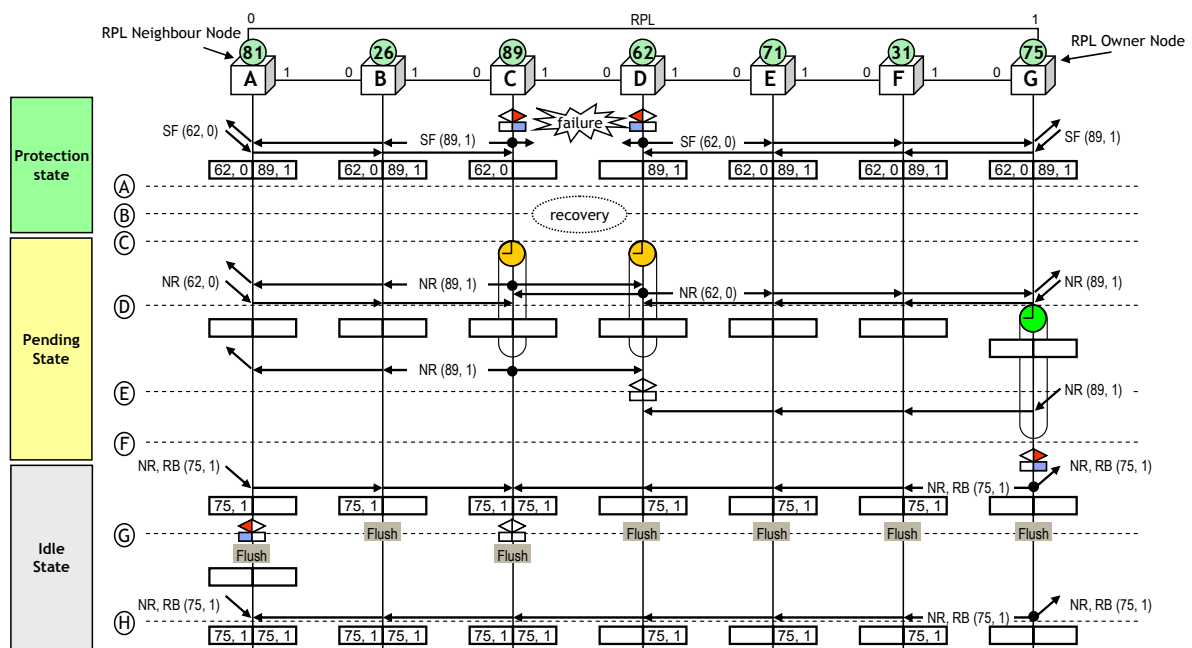 0 RPL 1
RPL Neighbour Node
RPL Owner Node
81 26 89 62 71 31 75
A 1 0 B 1 0 C 1 0 D 1 0 E 1 0 F 1 0 G
Protection
state
failure
SF (62, 0) SF (89, 1) SF (62, 0) SF (89, 1)
62, 0 89, 1 62, 0 89, 1 62, 0 89, 1 62, 0 89, 1 62, 0 89, 1 62, 0 89, 1
A
B
recovery
C
Pending
State
NR (62, 0) NR (89, 1) NR (62, 0) NR (89, 1)
D
NR (89, 1)
E
NR (89, 1)
F
Idle
State
NR, RB (75, 1) NR, RB (75, 1) NR, RB (75, 1)
75, 1 75, 1 75, 1 75, 1 75, 1 75, 1 75, 1
G
Flush Flush Flush Flush Flush
Flush Flush
NR, RB (75, 1) NR, RB (75, 1) NR, RB (75, 1)
H
75, 1 75, 1 75, 1 75, 1 75, 1 75, 1 75, 1 75, 1 75, 1